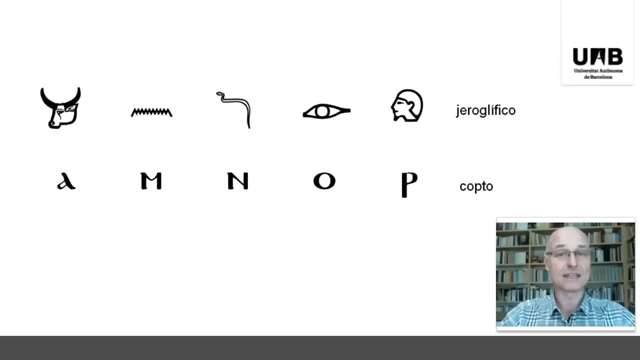 UAB
Universitat Autònoma
de Barcelona
jeroglífico
ⲁ ⲙ ⲛ ⲟ ⲣ copto